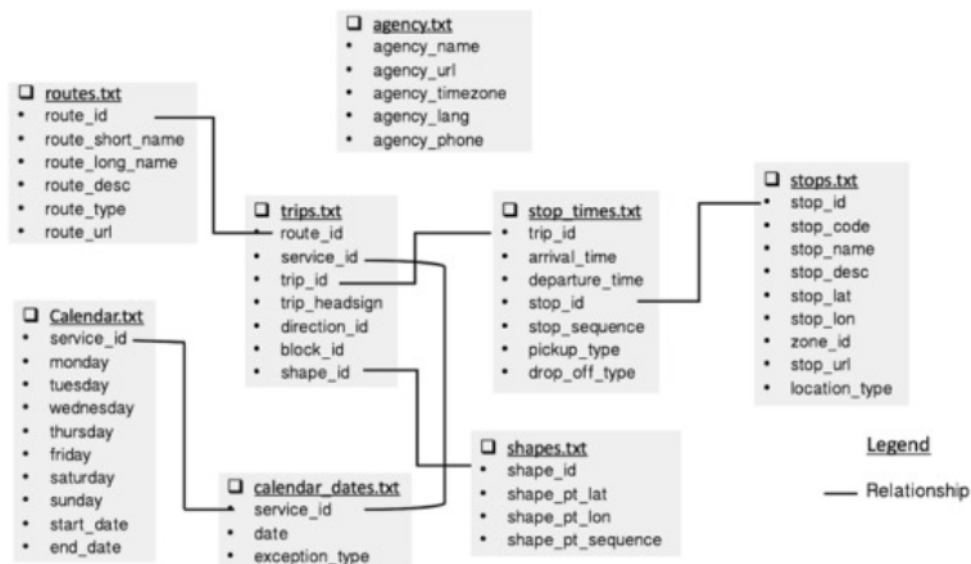 agency.txt
agency_name
agency_url
agency_timezone
agency_lang
agency_phone
routes.txt
route_id
route_short_name
route_long_name
route_desc
route_type
route_url
trips.txt
route_id
service_id
trip_id
trip_headsign
direction_id
block_id
shape_id
stop_times.txt
trip_id
arrival_time
departure_time
stop_id
stop_sequence
pickup_type
drop_off_type
stops.txt
stop_id
stop_code
stop_name
stop_desc
stop_lat
stop_lon
zone_id
stop_url
location_type
Calendar.txt
service_id
monday
tuesday
wednesday
thursday
friday
saturday
sunday
start_date
end_date
calendar_dates.txt
service_id
date
exception_type
shapes.txt
shape_id
shape_pt_lat
shape_pt_lon
shape_pt_sequence
Legend
Relationship